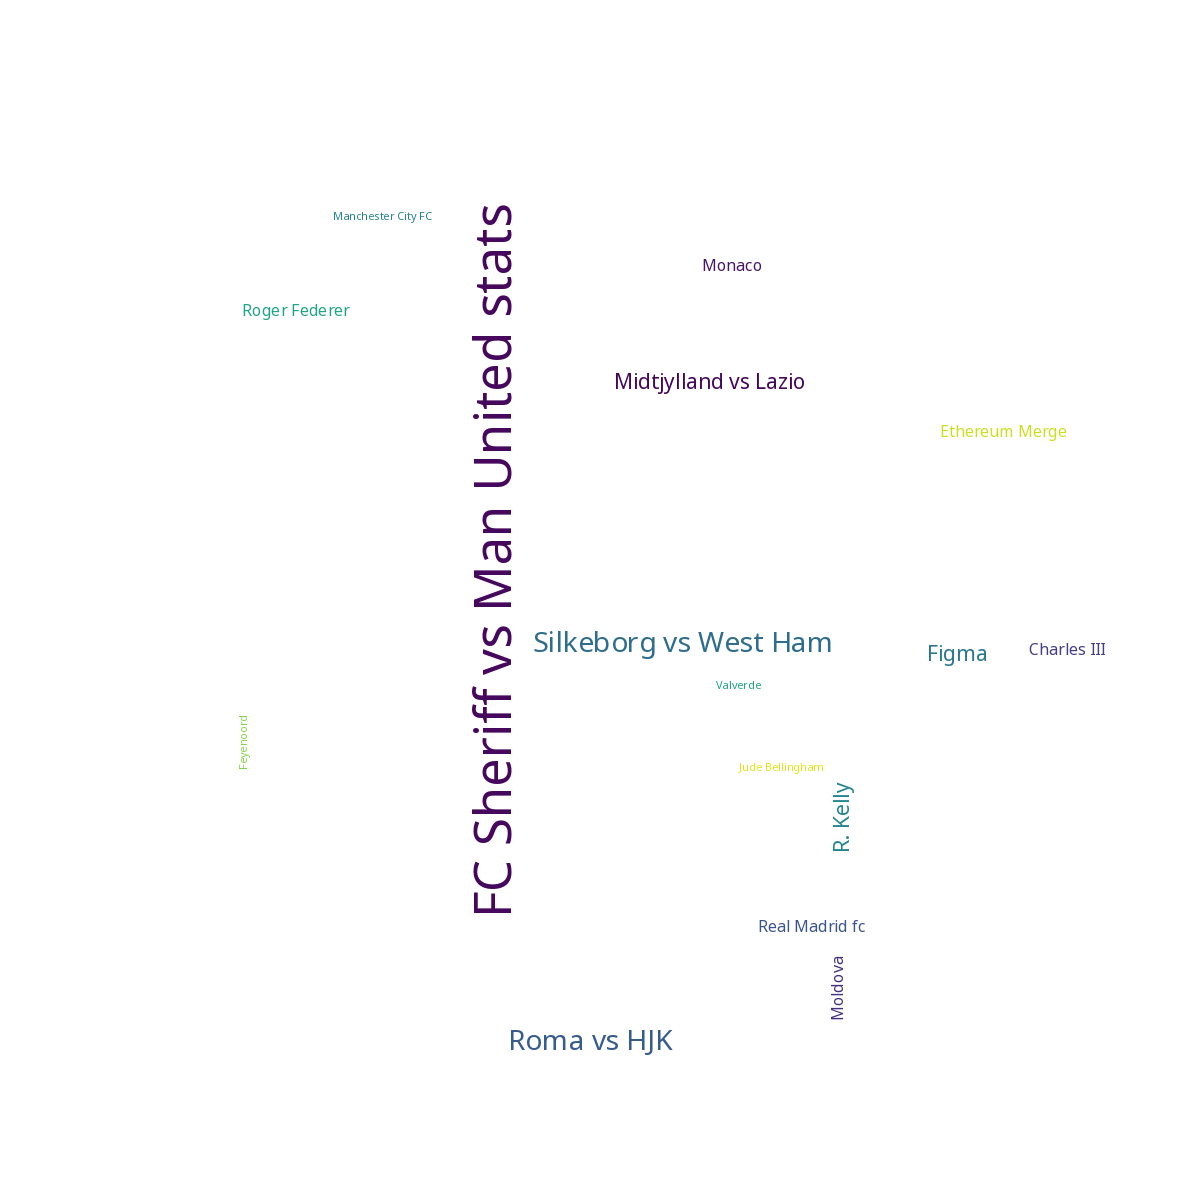 Manchester City FC
Monaco
Roger Federer
Midtjylland vs Lazio
Ethereum Merge
FC Sheriff vs Man United stats
Silkeborg vs West Ham
Figma
Charles III
Valverde
Feyenoord
Jude Bellingham
R. Kelly
Real Madrid fc
Moldova
Roma vs HJK